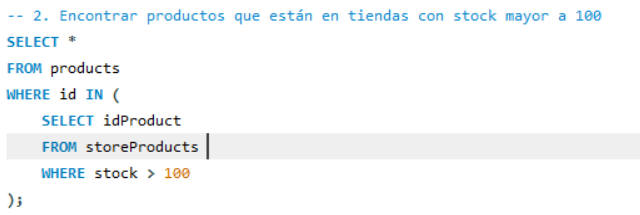 -- 2. Encontrar productos que están en tiendas con stock mayor a 100
SELECT *
FROM products
WHERE id IN (
    SELECT idProduct
    FROM storeProducts
    WHERE stock > 100
);